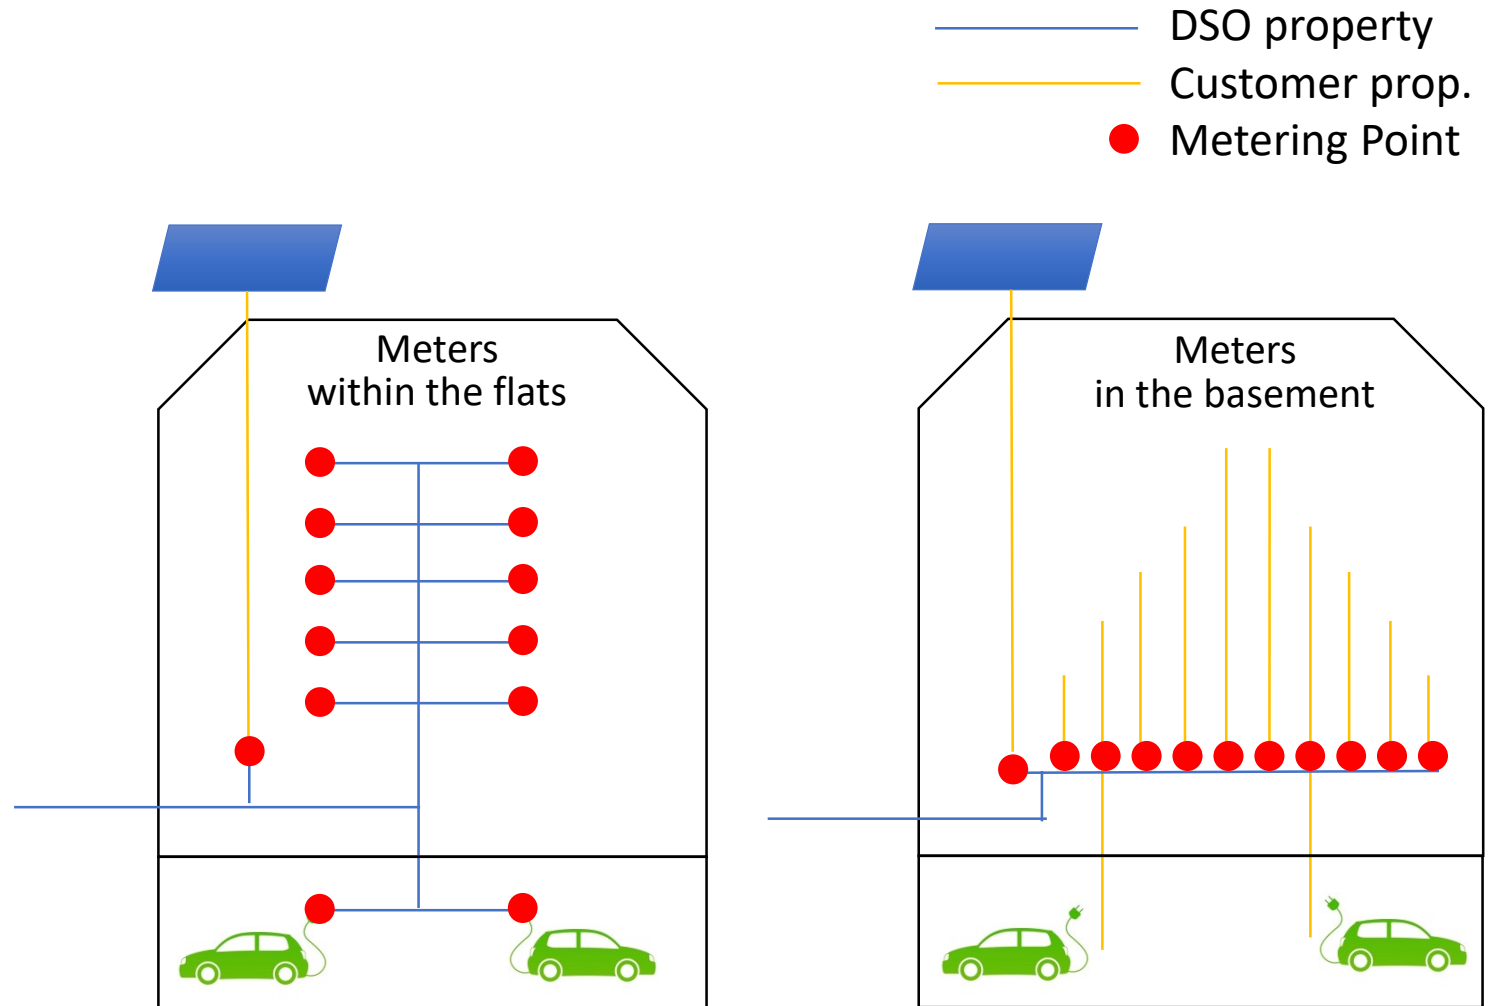 DSO property
Customer prop.
Metering Point
Meters
within the flats
Meters
in the basement